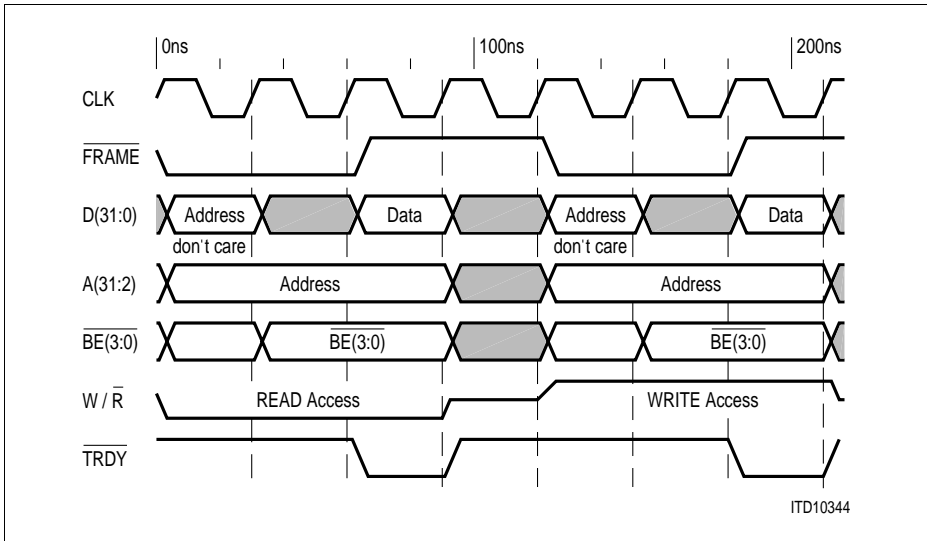 0ns 100ns 200ns
CLK
FRAME
D(31:0) Address Data Address Data
don't care don't care
A(31:2) Address Address
BE(3:0) BE(3:0) BE(3:0)
W / R READ Access WRITE Access
TRDY
ITD10344